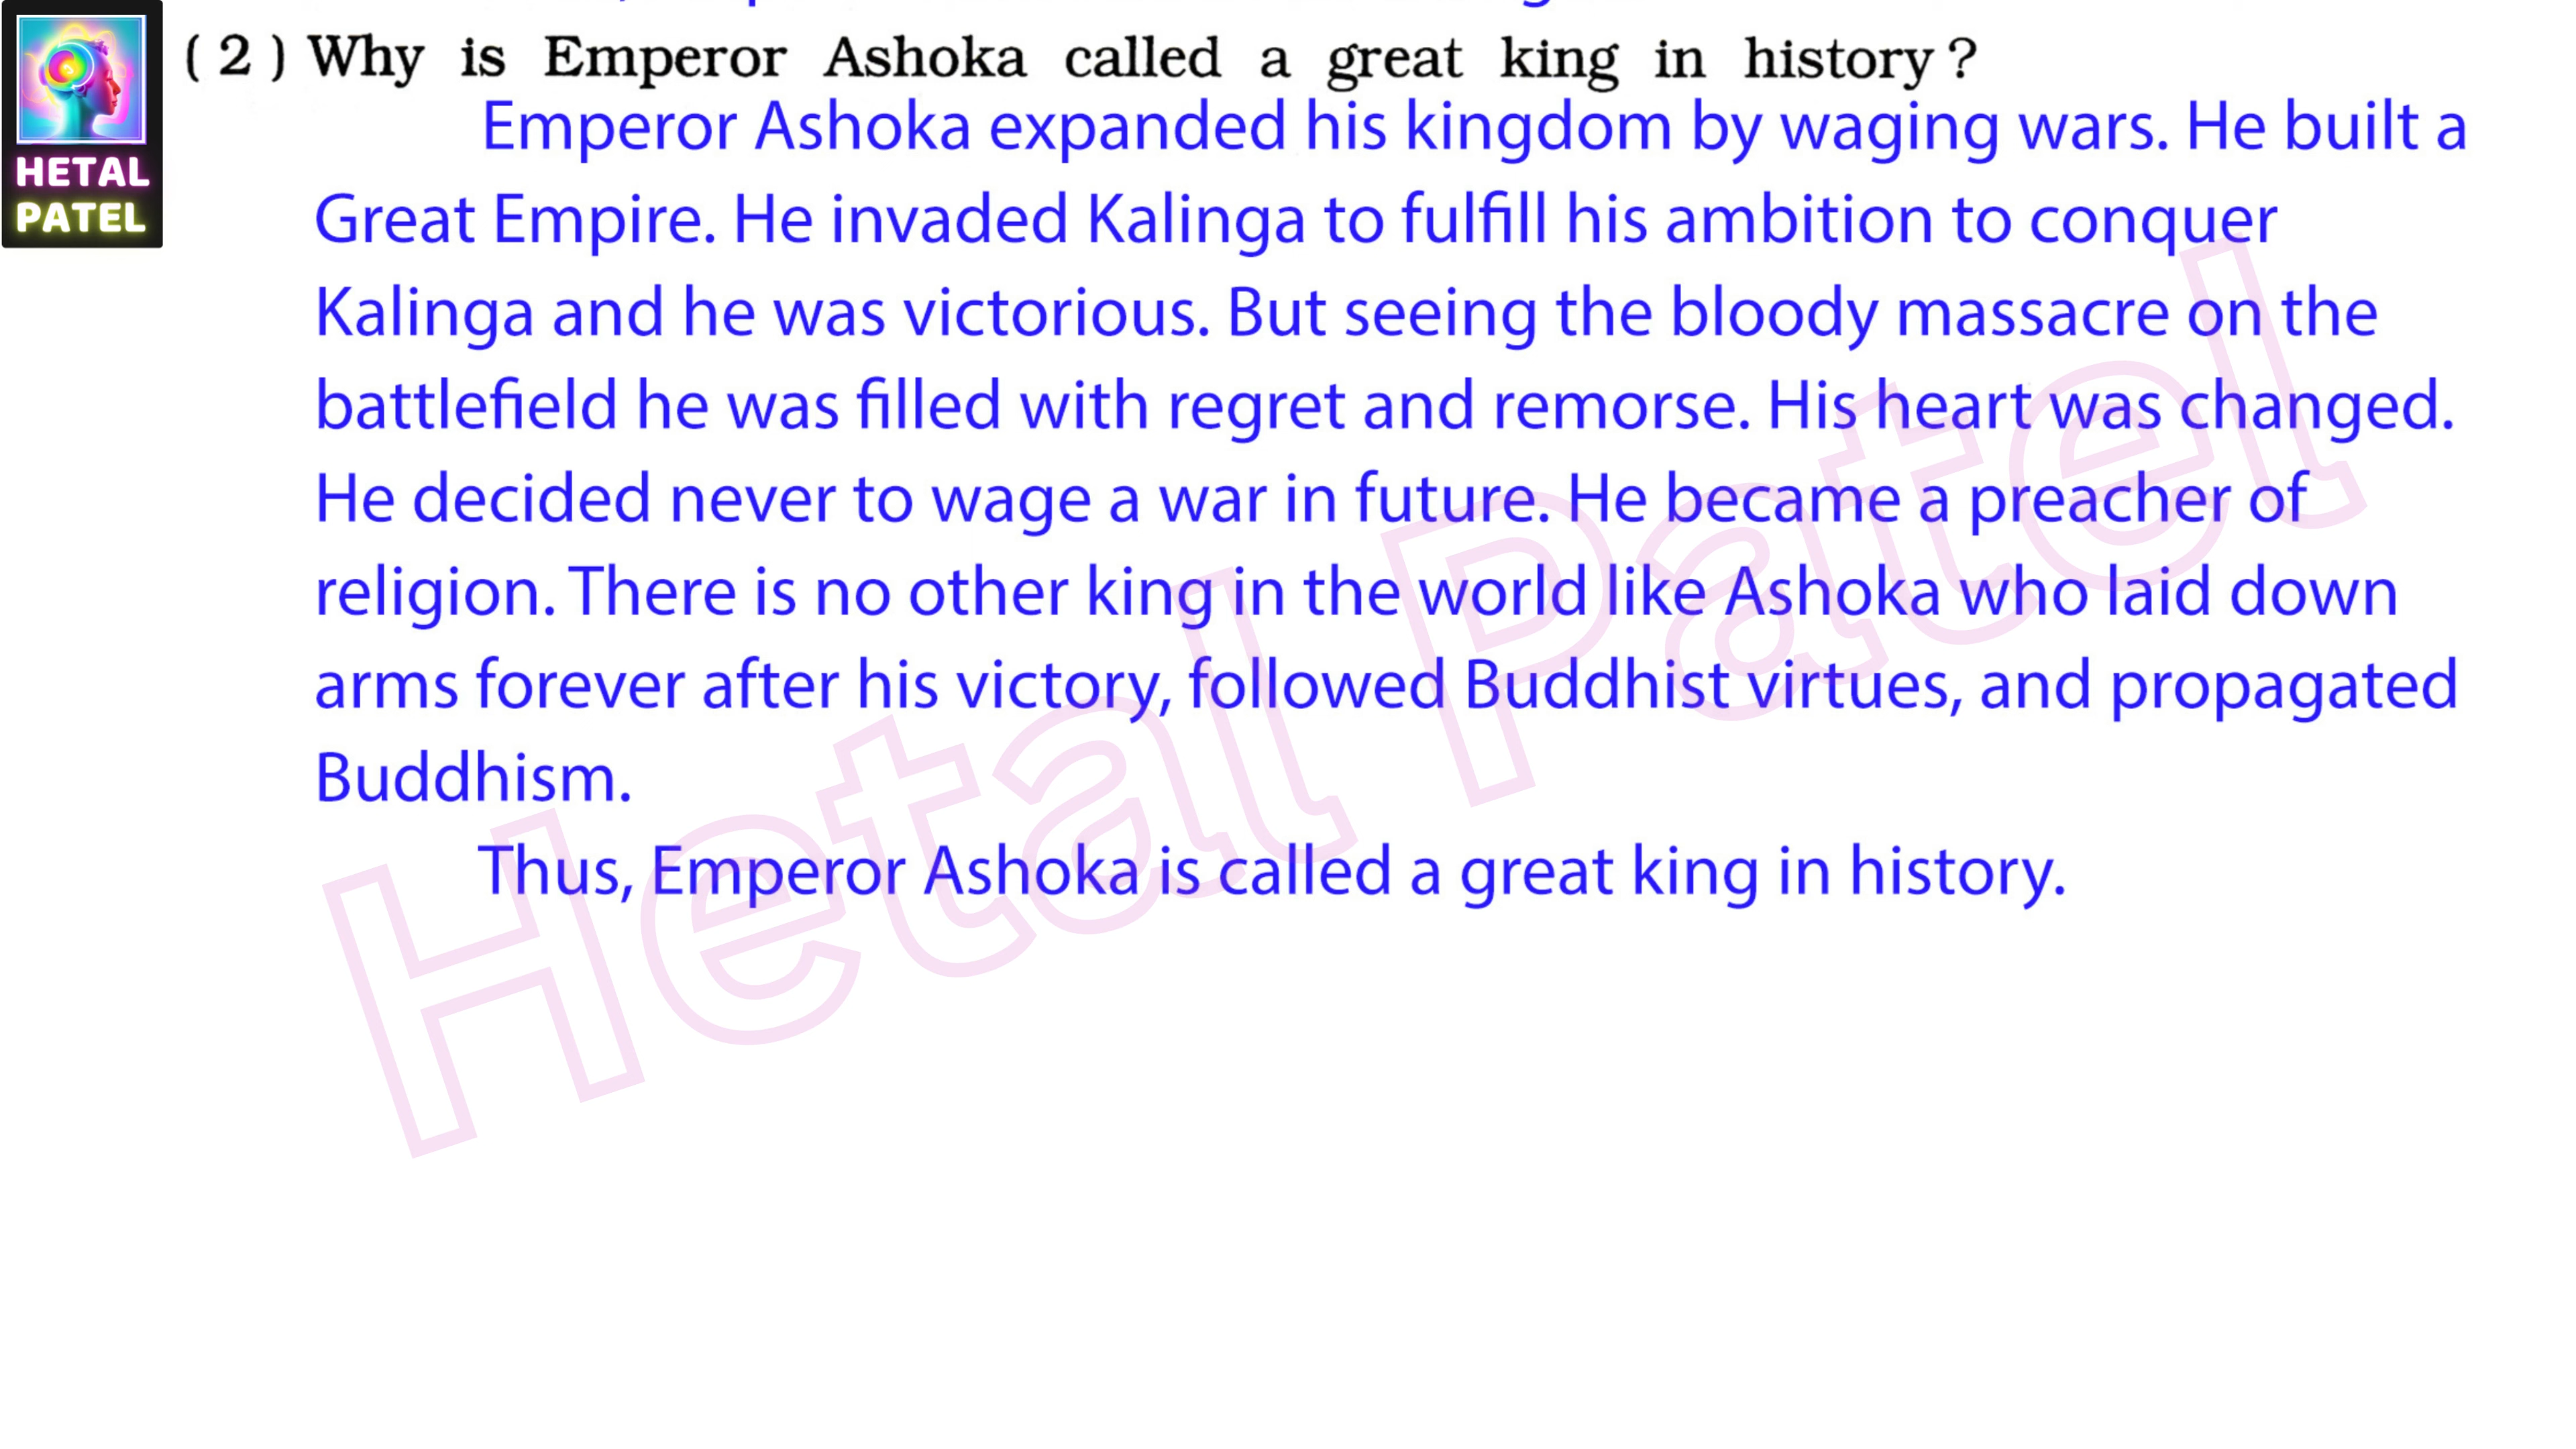 HETAL
PATEL
( 2 ) Why is Emperor Ashoka called a great king in history ?
Emperor Ashoka expanded his kingdom by waging wars. He built a
Great Empire. He invaded Kalinga to fulfill his ambition to conquer
Kalinga and he was victorious. But seeing the bloody massacre on the
battlefield he was filled with regret and remorse. His heart was changed.
He decided never to wage a war in future. He became a preacher of
religion. There is no other king in the world like Ashoka who laid down
arms forever after his victory, followed Buddhist virtues, and propagated
Buddhism.
Thus, Emperor Ashoka is called a great king in history.
Hetal Patel